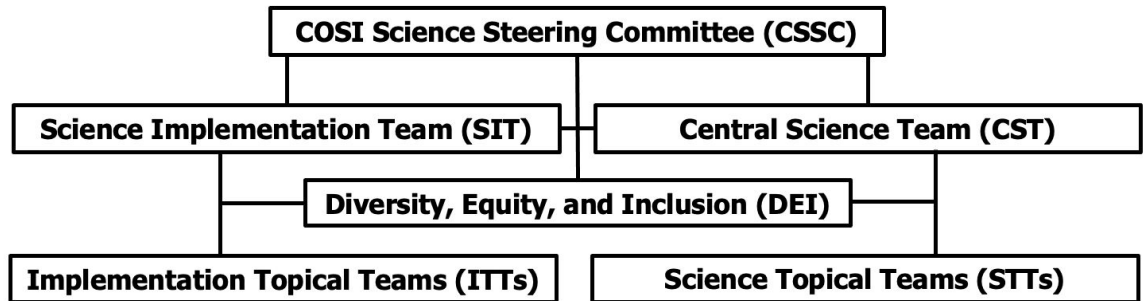 COSI Science Steering Committee (CSSC)
Science Implementation Team (SIT)
Central Science Team (CST)
Diversity, Equity, and Inclusion (DEI)
Implementation Topical Teams (ITTs)
Science Topical Teams (STTs)